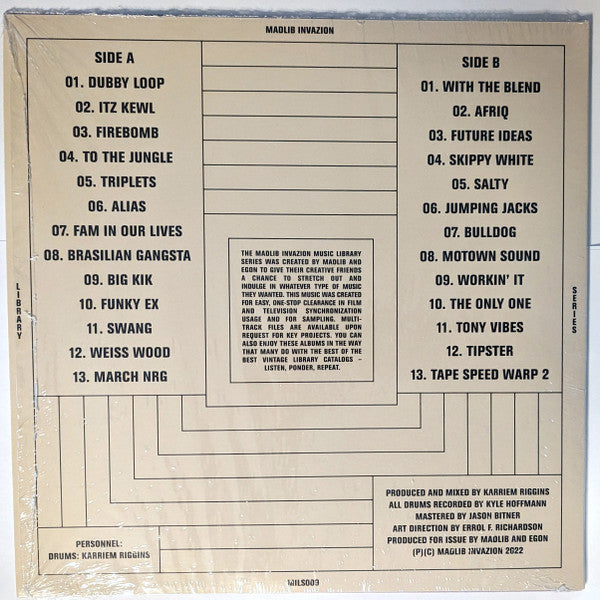 MADLIB INVAZION
SIDE A
01. DUBBY LOOP
02. ITZ KEWL
03. FIREBOMB
04. TO THE JUNGLE
05. TRIPLETS
06. ALIAS
07. FAM IN OUR LIVES
08. BRASILIAN GANGSTA
09. BIG KIK
10. FUNKY EX
11. SWANG
12. WEISS WOOD
13. MARCH NRG
SIDE B
01. WITH THE BLEND
02. AFRIQ
03. FUTURE IDEAS
04. SKIPPY WHITE
05. SALTY
06. JUMPING JACKS
07. BULLDOG
08. MOTOWN SOUND
09. WORKIN' IT
10. THE ONLY ONE
11. TONY VIBES
12. TIPSTER
13. TAPE SPEED WARP 2
THE MADLIB INVAZION MUSIC LIBRARY
SERIES WAS CREATED BY MADLIB AND
EGON TO GIVE THEIR CREATIVE FRIENDS
A CHANCE TO STRETCH OUT AND
INDULGE IN WHATEVER TYPE OF MUSIC
THEY WANTED. THIS MUSIC WAS CREATED
FOR EASY, ONE-STOP CLEARANCE IN FILM
AND TELEVISION SYNCHRONIZATION
USAGE AND FOR SAMPLING. MULTI-
TRACK FILES ARE AVAILABLE UPON
REQUEST FOR KEY PROJECTS. YOU CAN
ALSO ENJOY THESE ALBUMS IN THE WAY
THAT MANY DO WITH THE BEST OF THE
BEST VINTAGE LIBRARY CATALOGS –
LISTEN, PONDER, REPEAT.
LIBRARY
SERIES
PERSONNEL:
DRUMS: KARRIEM RIGGINS
PRODUCED AND MIXED BY KARRIEM RIGGINS
ALL DRUMS RECORDED BY KYLE HOFFMANN
MASTERED BY JASON BITNER
ART DIRECTION BY ERROL F. RICHARDSON
PRODUCED FOR ISSUE BY MADLIB AND EGON
(P)(C) MADLIB INVAZION 2022
MILS009